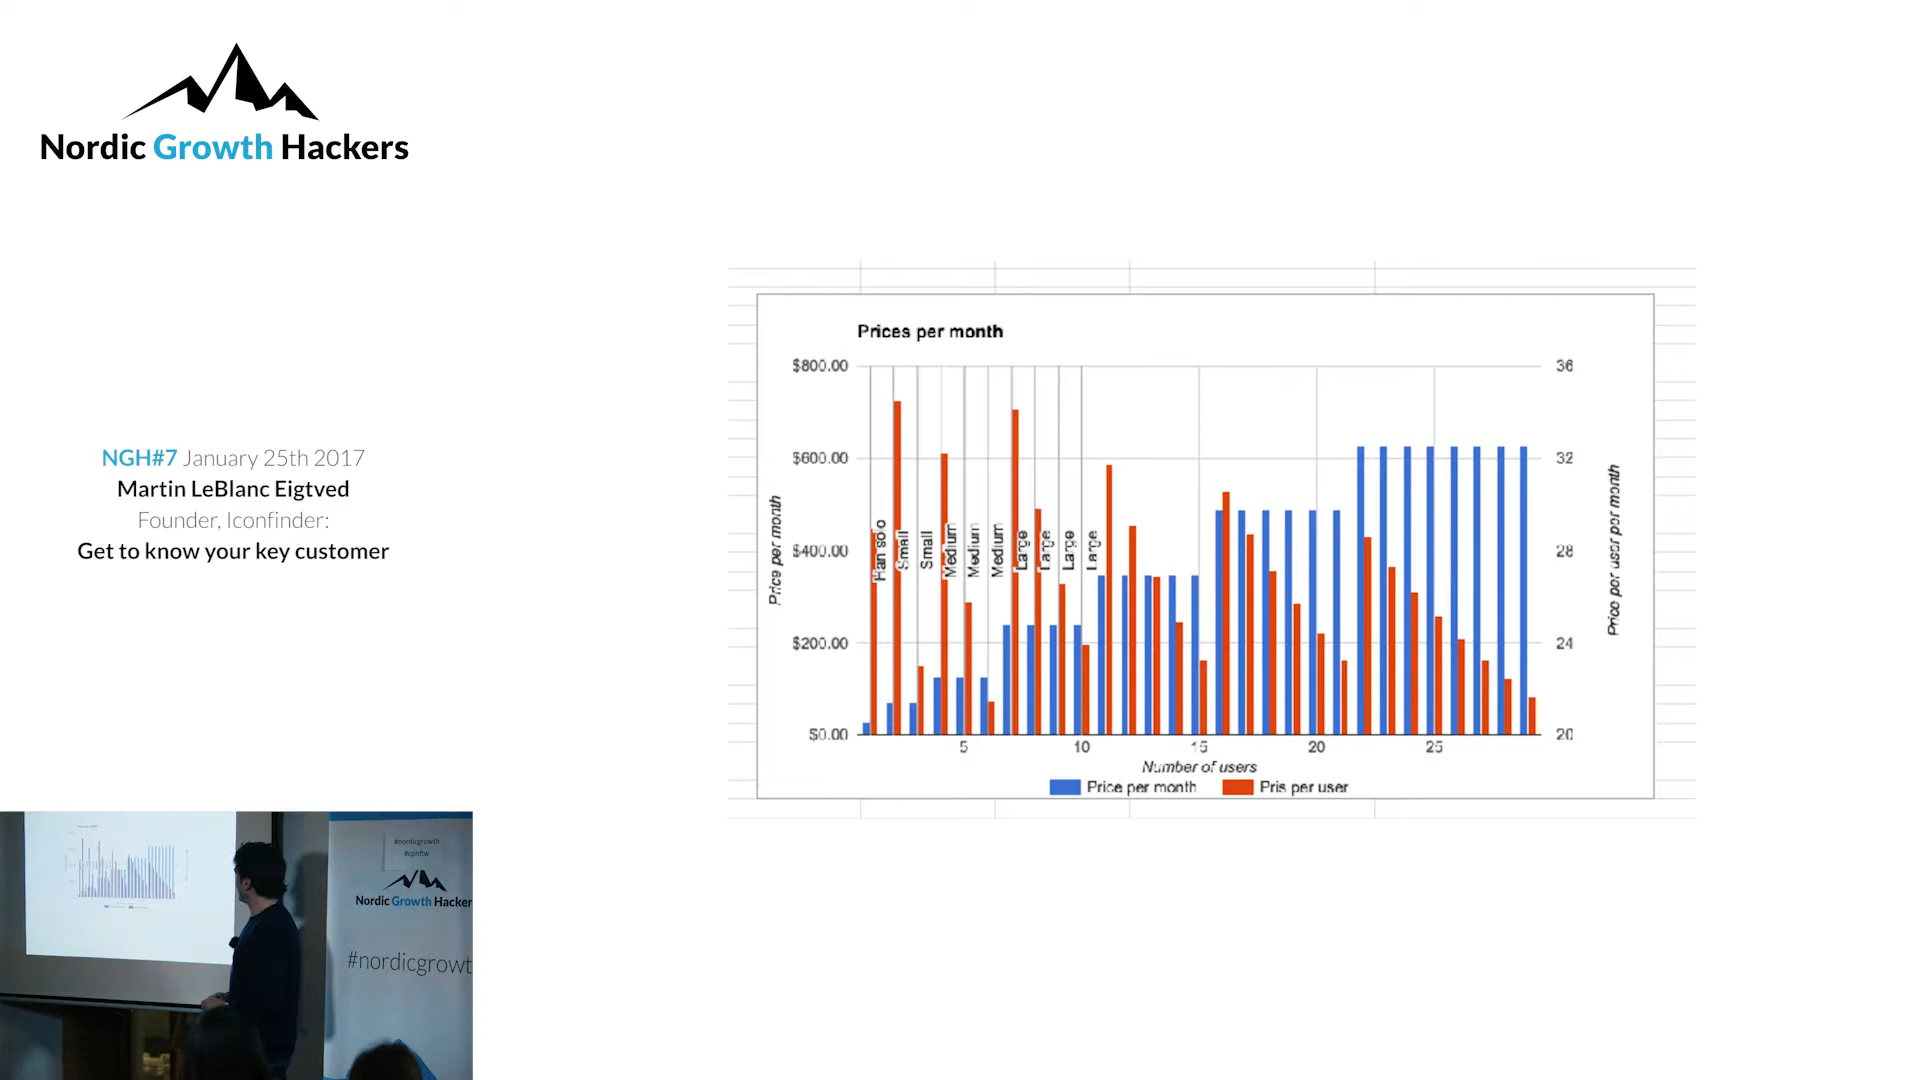 Nordic Growth Hackers
NGH#7 January 25th 2017
Martin LeBlanc Eigtved
Founder, Iconfinder:
Get to know your key customer
Prices per month
$800.00
$600.00
$400.00
$200.00
$0.00
Price per month
Han solo
Small
Small
Medium
Medium
Medium
Large
Large
Large
Large
36
32
28
24
20
Price per user per month
5
10
15
20
25
Number of users
Price per month
Pris per user
#nordicgrowth
#cphftw
Nordic Growth Hacker
#nordicgrowt